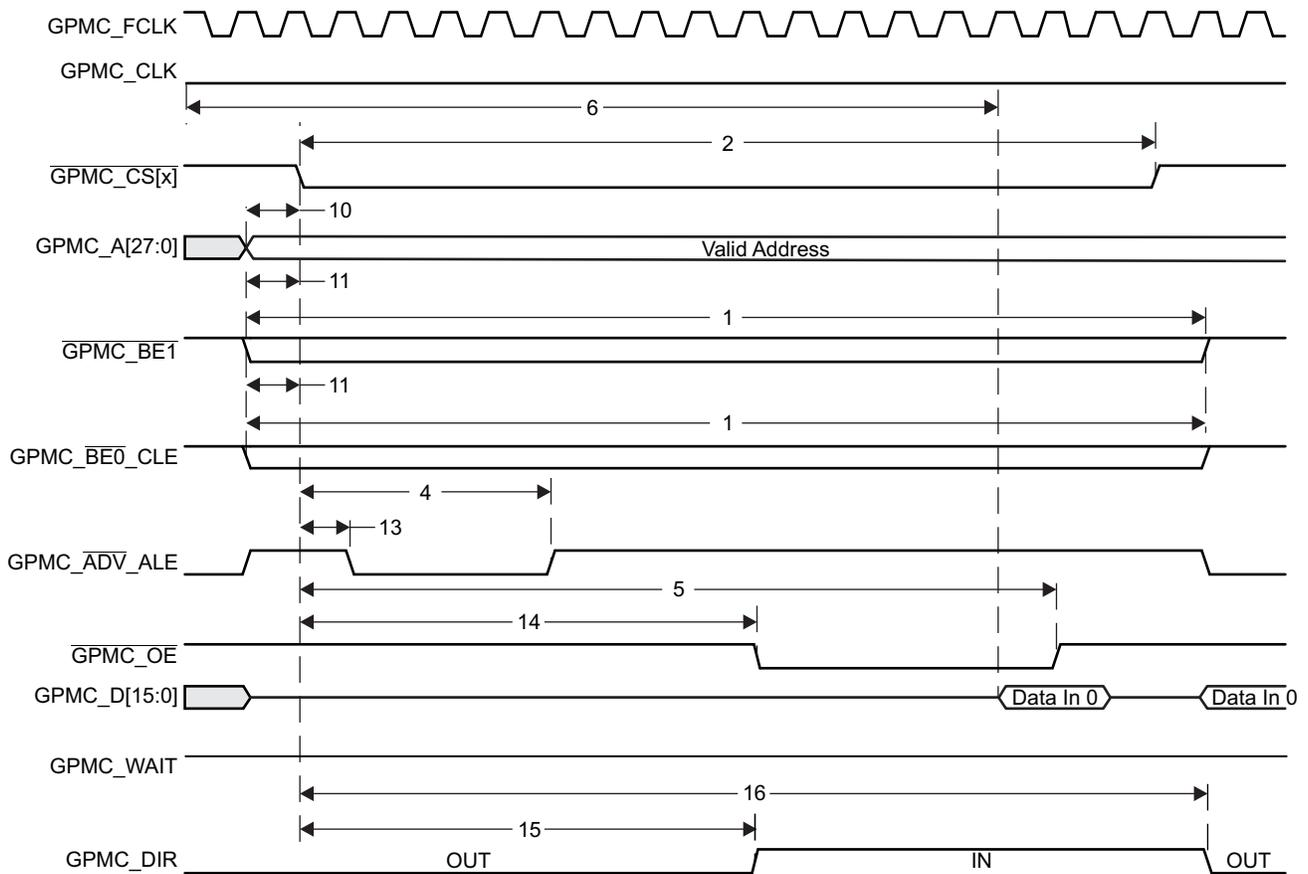 GPMC_FCLK
GPMC_CLK
6
2
GPMC_CS[x]
10
GPMC_A[27:0]
Valid Address
11
1
GPMC_BE1
11
1
GPMC_BE0_CLE
4
13
GPMC_ADV_ALE
5
14
GPMC_OE
GPMC_D[15:0] Data In 0 Data In 0
GPMC_WAIT
16
15
GPMC_DIR OUT IN OUT